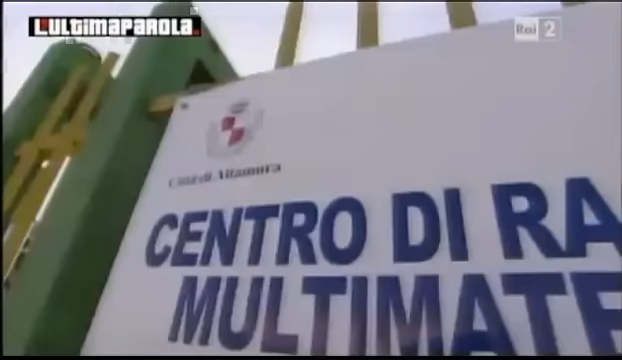 L'ULTIMAPAROLA.
Rai 2
Città di Altamura
CENTRO DI RA
MULTIMATE